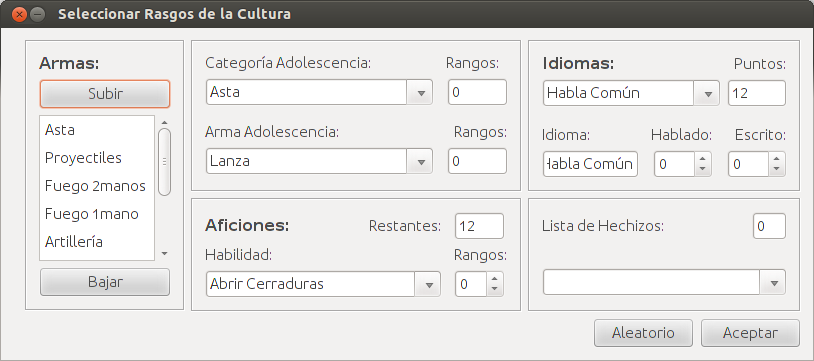 Seleccionar Rasgos de la Cultura
Armas:
Subir
Asta
Proyectiles
Fuego 2manos
Fuego 1mano
Artillería
Bajar
Categoría Adolescencia: Rangos:
Asta 0
Arma Adolescencia: Rangos:
Lanza 0
Idiomas: Puntos:
Habla Común 12
Idioma: Hablado: Escrito:
Habla Común 0 0
Aficiones: Restantes: 12
Habilidad: Rangos:
Abrir Cerraduras 0
Lista de Hechizos: 0
Aleatorio Aceptar